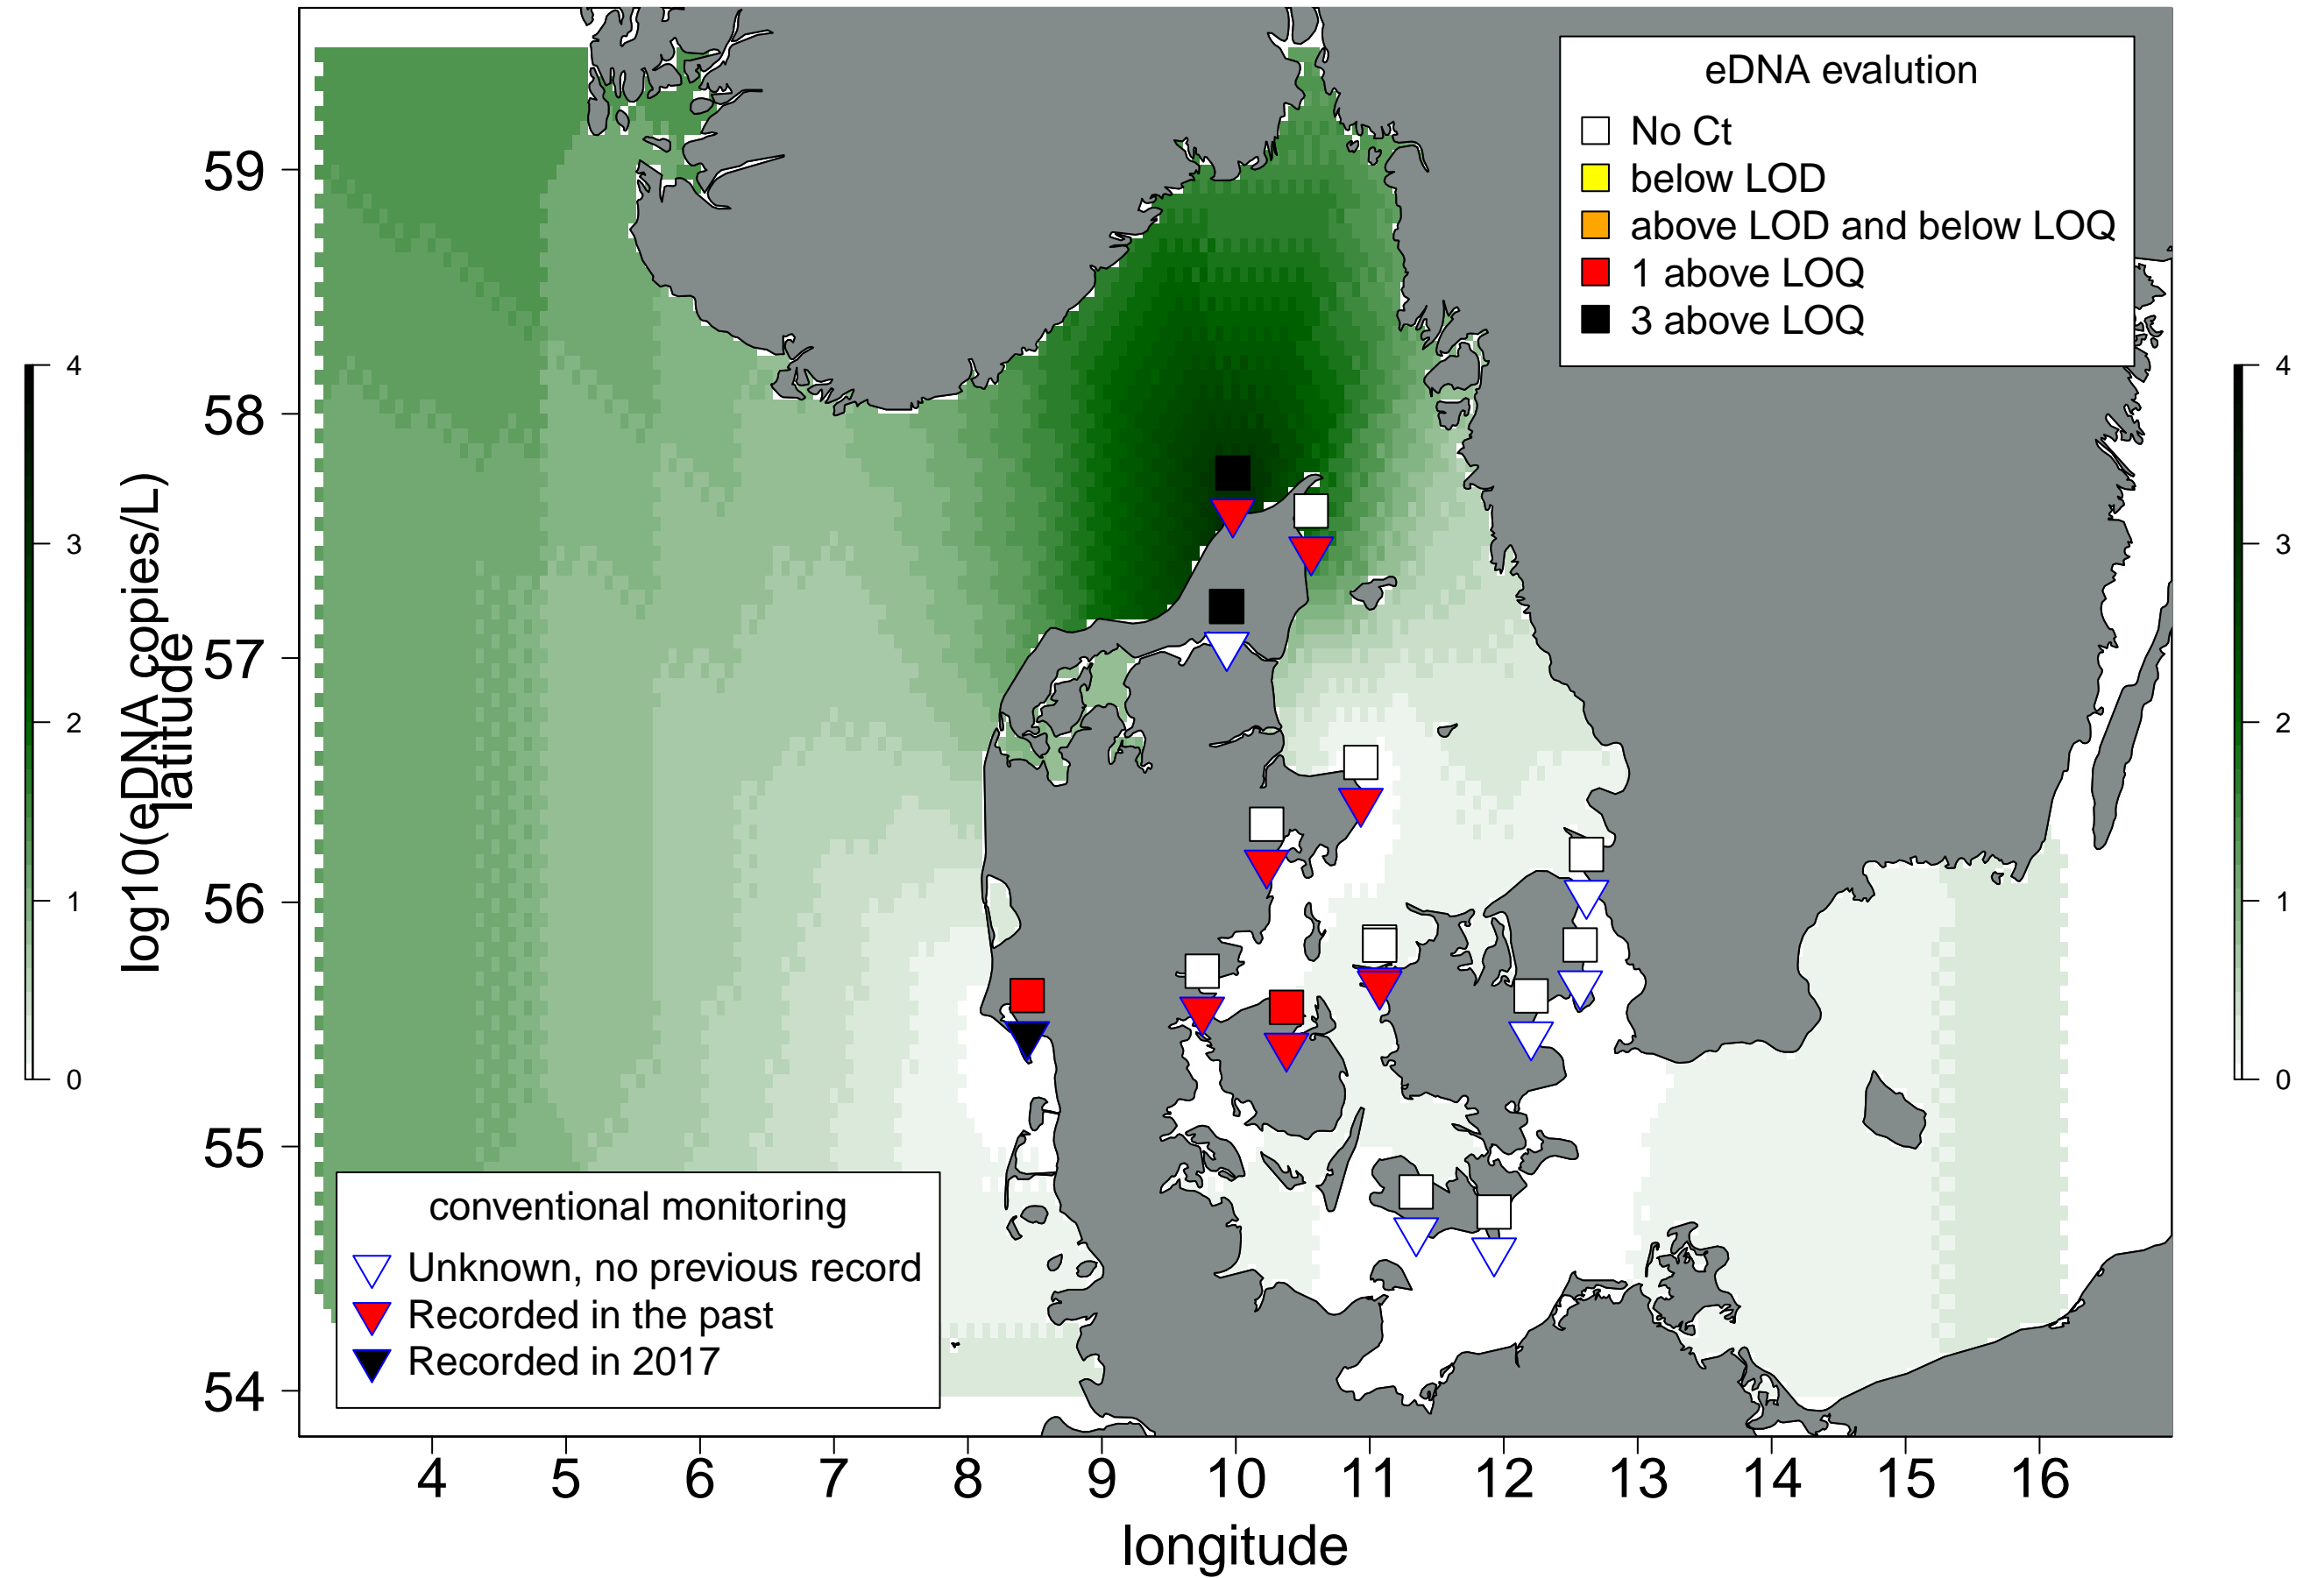 eDNA evalution
No Ct
below LOD
above LOD and below LOQ
1 above LOQ
3 above LOQ
59
58
57
56
55
54
latitude
log10(eDNA copies/L)
4
3
2
1
0
4
3
2
1
0
conventional monitoring
Unknown, no previous record
Recorded in the past
Recorded in 2017
4 5 6 7 8 9 10 11 12 13 14 15 16
longitude